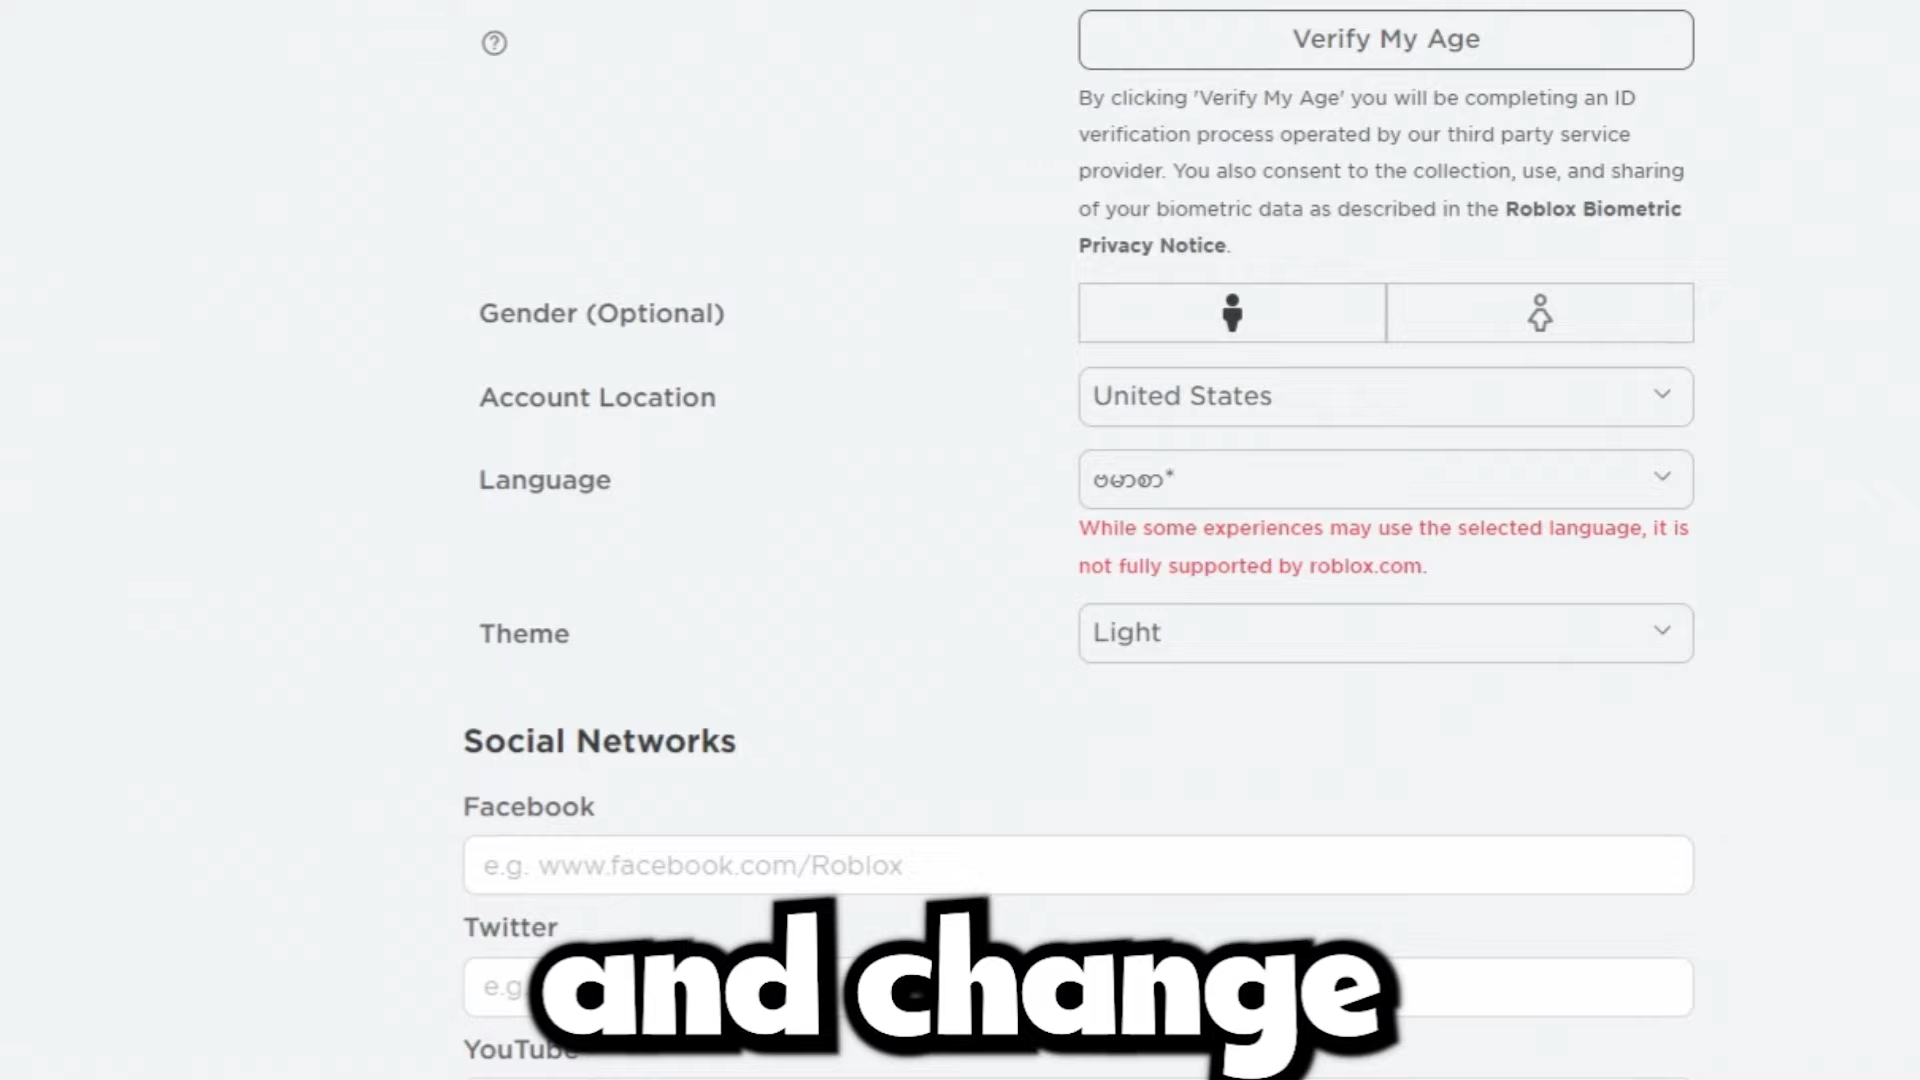 Verify My Age
By clicking 'Verify My Age' you will be completing an ID
verification process operated by our third party service
provider. You also consent to the collection, use, and sharing
of your biometric data as described in the Roblox Biometric
Privacy Notice.
Gender (Optional)
Account Location
United States
Language
ဗမာစာ*
While some experiences may use the selected language, it is
not fully supported by roblox.com.
Theme
Light
Social Networks
Facebook
e.g. www.facebook.com/Roblox
Twitter
e.g.
and change
YouTube